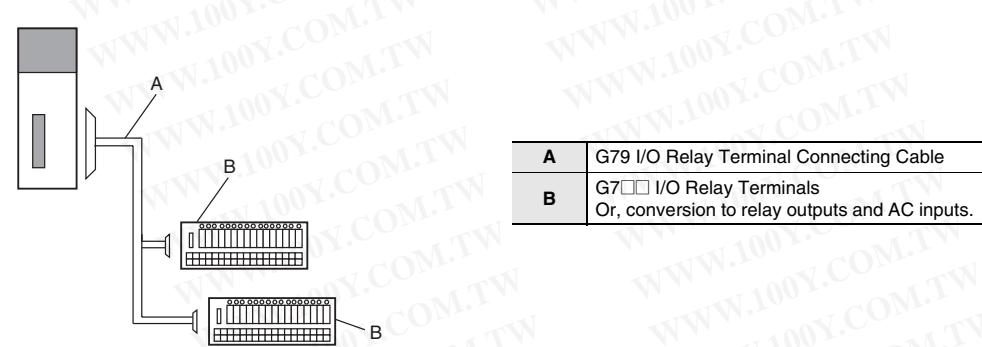 A
B
B
A G79 I/O Relay Terminal Connecting Cable
B G7□□ I/O Relay Terminals
Or, conversion to relay outputs and AC inputs.
WWW.100Y.COM.TW